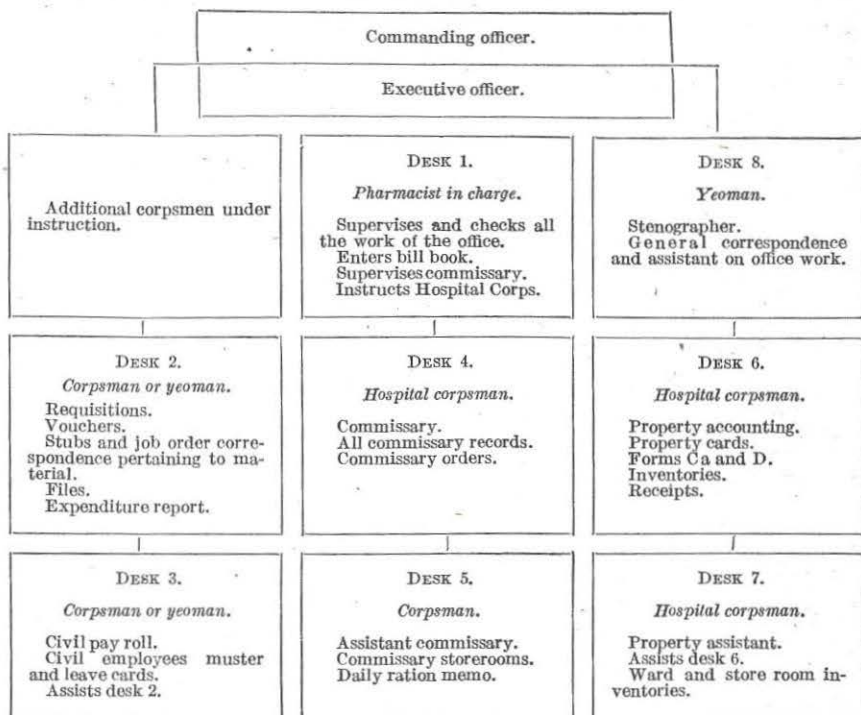 Commanding officer.
Executive officer.
Additional corpsmen under
instruction.
DESK 1.
Pharmacist in charge.
Supervises and checks all
the work of the office.
Enters bill book.
Supervises commissary.
Instructs Hospital Corps.
DESK 8.
Yeoman.
Stenographer.
General correspondence
and assistant on office work.
DESK 2.
Corpsman or yeoman.
Requisitions.
Vouchers.
Stubs and job order corre-
spondence pertaining to ma-
terial.
Files.
Expenditure report.
DESK 4.
Hospital corpsman.
Commissary.
All commissary records.
Commissary orders.
DESK 6.
Hospital corpsman.
Property accounting.
Property cards.
Forms Ca and D.
Inventories.
Receipts.
DESK 3.
Corpsman or yeoman.
Civil pay roll.
Civil employees muster
and leave cards.
Assists desk 2.
DESK 5.
Corpsman.
Assistant commissary.
Commissary storerooms.
Daily ration memo.
DESK 7.
Hospital corpsman.
Property assistant.
Assists desk 6.
Ward and store room in-
ventories.